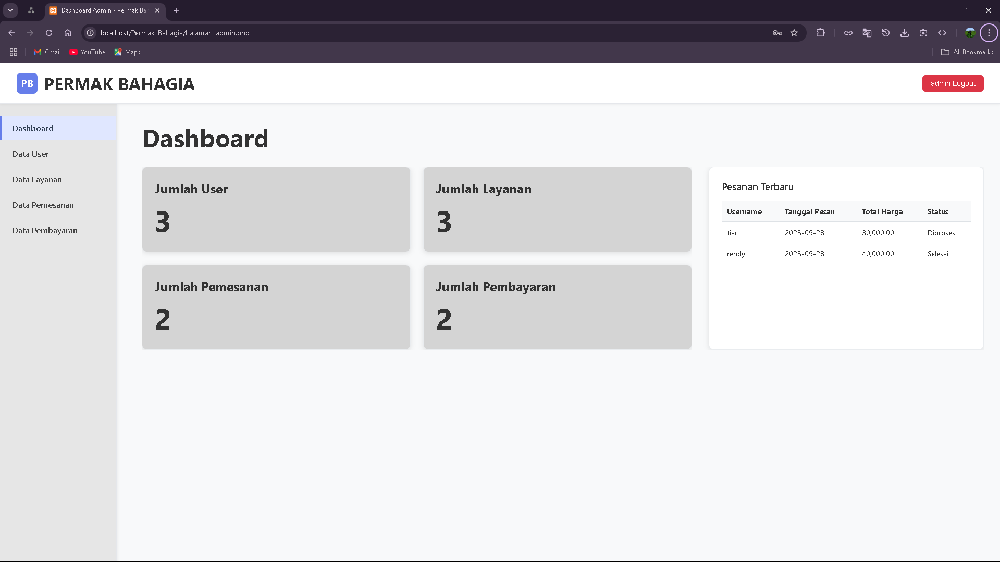 Dashboard Admin - Permak Bah
localhost/Permak_Bahagia/halaman_admin.php
Gmail
YouTube
Maps
All Bookmarks
PB
PERMAK BAHAGIA
admin Logout
Dashboard
Data User
Data Layanan
Data Pemesanan
Data Pembayaran
Dashboard
Jumlah User
3
Jumlah Layanan
3
Jumlah Pemesanan
2
Jumlah Pembayaran
2
Pesanan Terbaru
Username Tanggal Pesan Total Harga Status
tian 2025-09-28 30,000.00 Diproses
rendy 2025-09-28 40,000.00 Selesai